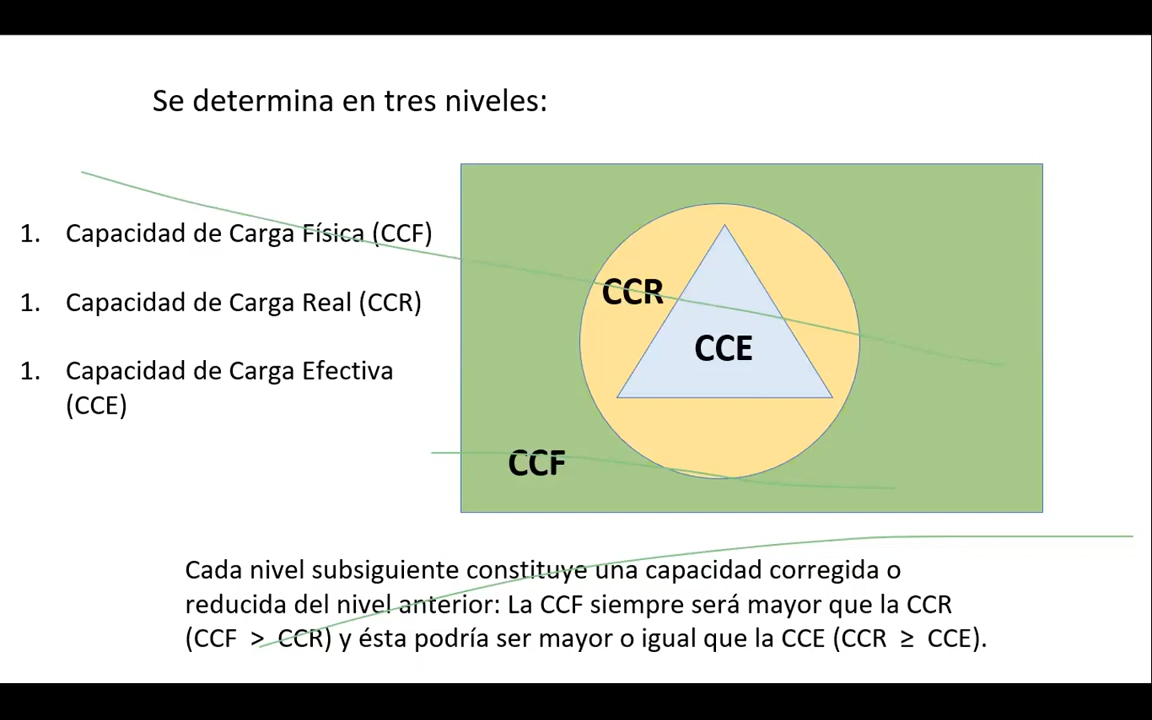 Se determina en tres niveles:
1. Capacidad de Carga Física (CCF)
1. Capacidad de Carga Real (CCR)
1. Capacidad de Carga Efectiva
(CCE)
CCR
CCE
CCF
Cada nivel subsiguiente constituye una capacidad corregida o
reducida del nivel anterior: La CCF siempre será mayor que la CCR
(CCF > CCR) y ésta podría ser mayor o igual que la CCE (CCR ≥ CCE).